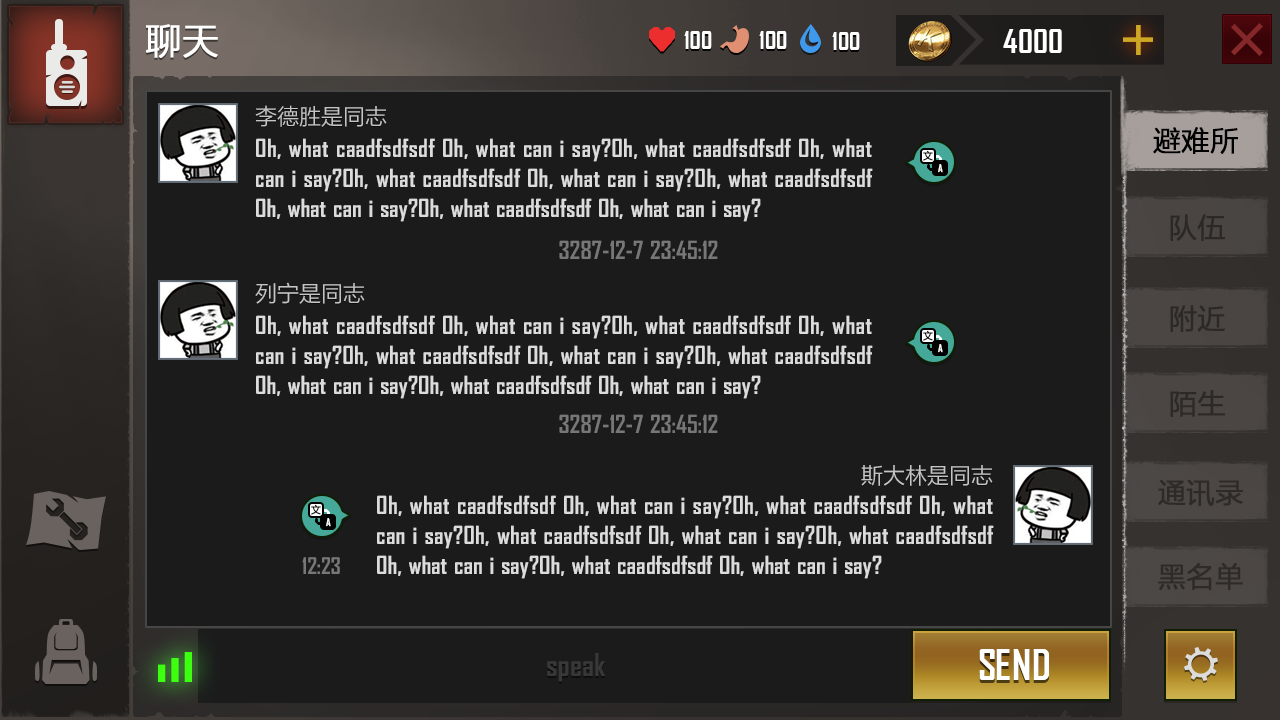 聊天
100
100
100
4000
李德胜是同志
Oh, what caadfsdfsdf Oh, what can i say?Oh, what caadfsdfsdf Oh, what
can i say?Oh, what caadfsdfsdf Oh, what can i say?Oh, what caadfsdfsdf
Oh, what can i say?Oh, what caadfsdfsdf Oh, what can i say?
文
A
3287-12-7 23:45:12
列宁是同志
Oh, what caadfsdfsdf Oh, what can i say?Oh, what caadfsdfsdf Oh, what
can i say?Oh, what caadfsdfsdf Oh, what can i say?Oh, what caadfsdfsdf
Oh, what can i say?Oh, what caadfsdfsdf Oh, what can i say?
文
A
3287-12-7 23:45:12
斯大林是同志
Oh, what caadfsdfsdf Oh, what can i say?Oh, what caadfsdfsdf Oh, what
can i say?Oh, what caadfsdfsdf Oh, what can i say?Oh, what caadfsdfsdf
Oh, what can i say?Oh, what caadfsdfsdf Oh, what can i say?
文
A
12:23
speak
SEND
避难所
队伍
附近
陌生
通讯录
黑名单